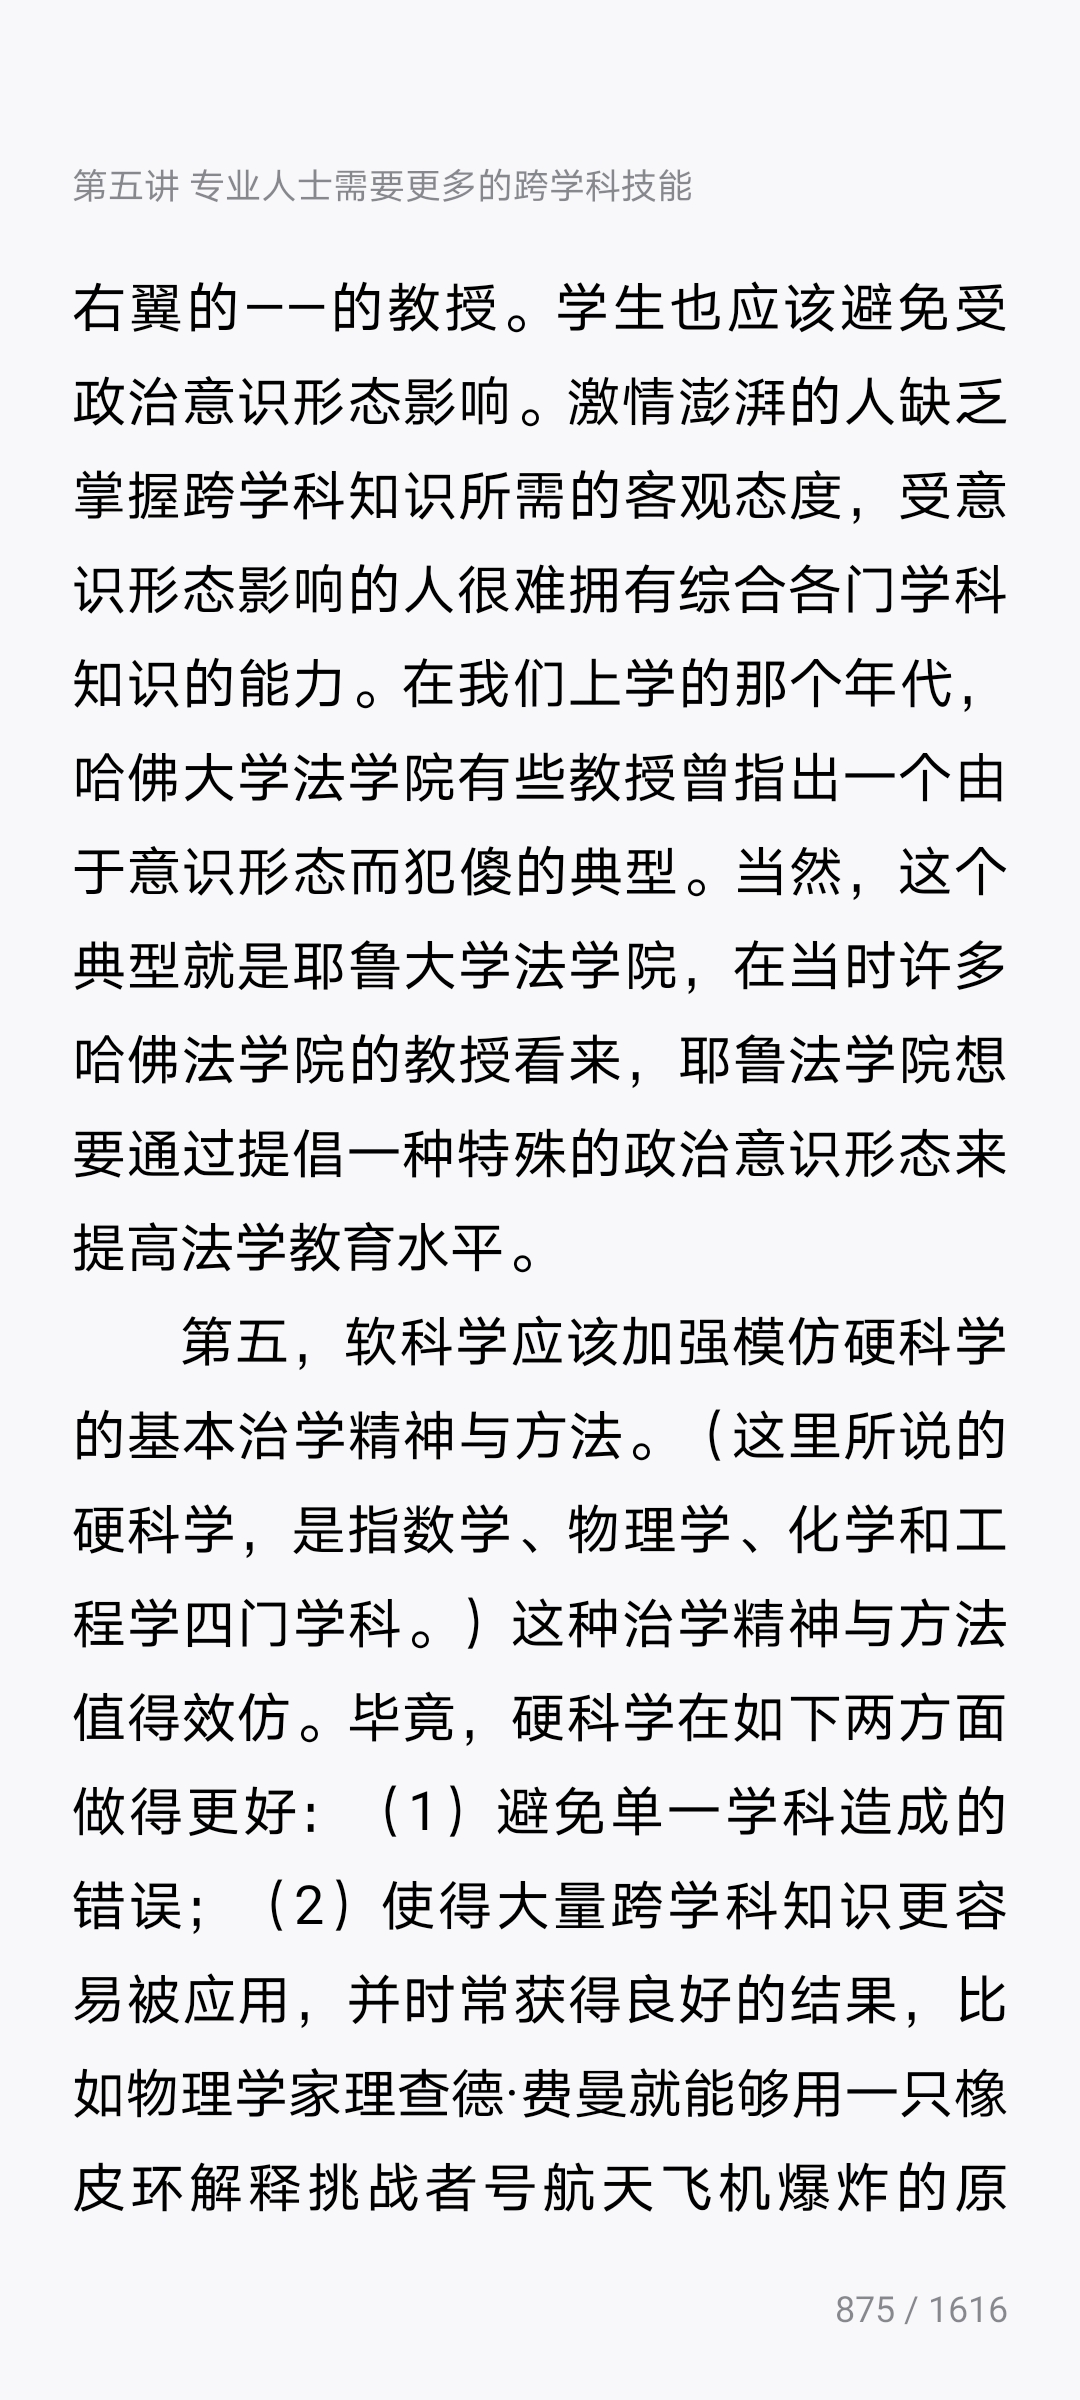 第五讲 专业人士需要更多的跨学科技能
右翼的——的教授。学生也应该避免受
政治意识形态影响。激情澎湃的人缺乏
掌握跨学科知识所需的客观态度，受意
识形态影响的人很难拥有综合各门学科
知识的能力。在我们上学的那个年代，
哈佛大学法学院有些教授曾指出一个由
于意识形态而犯傻的典型。当然，这个
典型就是耶鲁大学法学院，在当时许多
哈佛法学院的教授看来，耶鲁法学院想
要通过提倡一种特殊的政治意识形态来
提高法学教育水平。
第五，软科学应该加强模仿硬科学
的基本治学精神与方法。（这里所说的
硬科学，是指数学、物理学、化学和工
程学四门学科。）这种治学精神与方法
值得效仿。毕竟，硬科学在如下两方面
做得更好：（1）避免单一学科造成的
错误；（2）使得大量跨学科知识更容
易被应用，并时常获得良好的结果，比
如物理学家理查德·费曼就能够用一只橡
皮环解释挑战者号航天飞机爆炸的原
875 / 1616